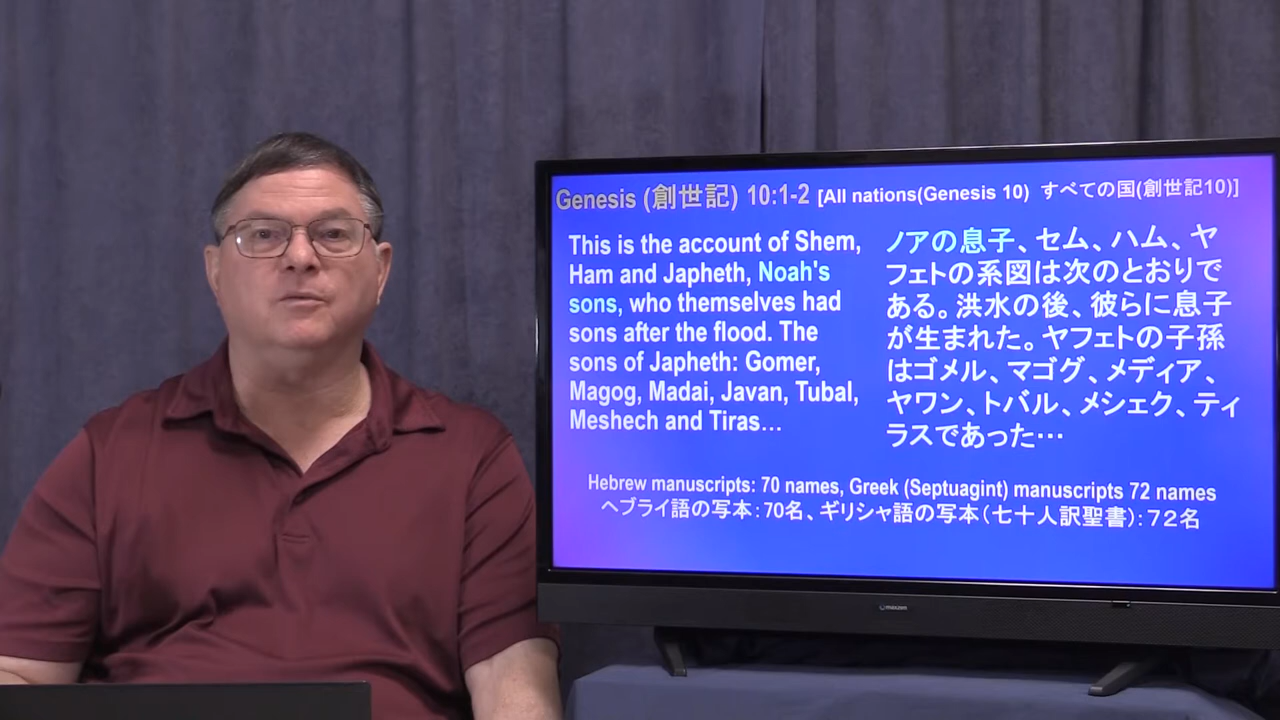 Genesis (創世記) 10:1-2 [All nations(Genesis 10) すべての国(創世記10)]
This is the account of Shem,
Ham and Japheth, Noah's
sons, who themselves had
sons after the flood. The
sons of Japheth: Gomer,
Magog, Madai, Javan, Tubal,
Meshech and Tiras…
ノアの息子、セム、ハム、ヤ
フェトの系図は次のとおりで
ある。洪水の後、彼らに息子
が生まれた。ヤフェトの子孫
はゴメル、マゴグ、メディア、
ヤワン、トバル、メシェク、ティ
ラスであった…
Hebrew manuscripts: 70 names, Greek (Septuagint) manuscripts 72 names
ヘブライ語の写本：70名、ギリシャ語の写本（七十人訳聖書）：７２名
maxzen